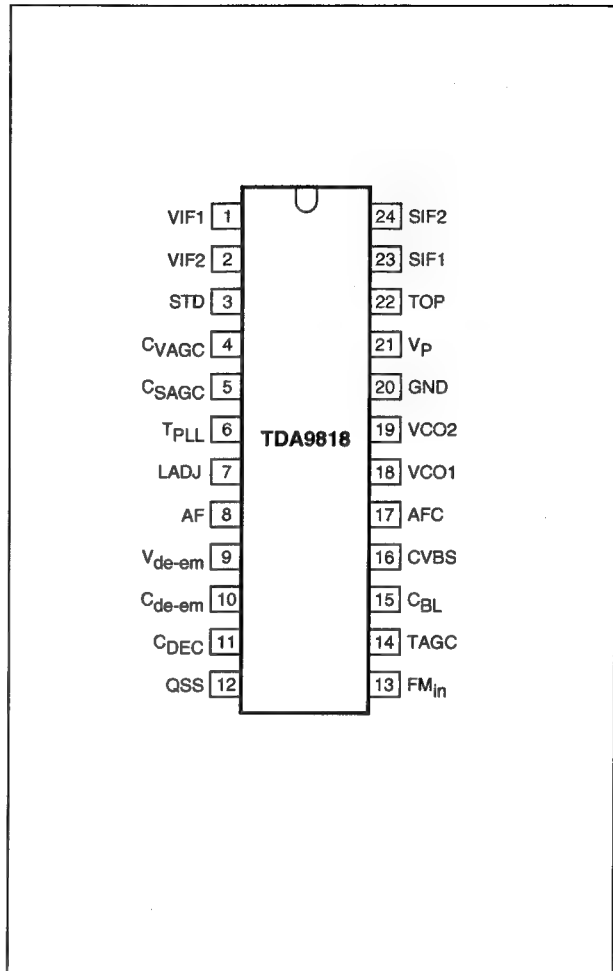 VIF1 1 24 SIF2
VIF2 2 23 SIF1
STD 3 22 TOP
CVAGC 4 21 VP
CSAGC 5 20 GND
TPLL 6 TDA9818 19 VCO2
LADJ 7 18 VCO1
AF 8 17 AFC
Vde-em 9 16 CVBS
Cde-em 10 15 CBL
CDEC 11 14 TAGC
QSS 12 13 FMin